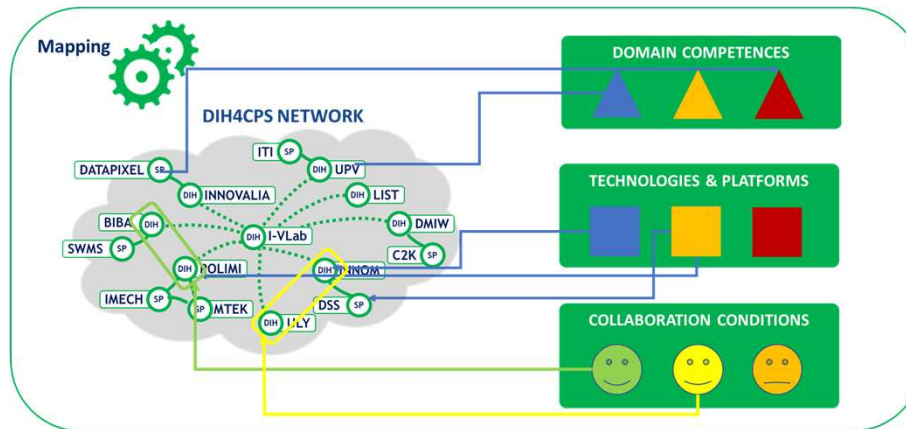 Mapping
DOMAIN COMPETENCES
DIH4CPS NETWORK
ITI SP
DATAPIXEL SP
DIH UPV
DIH INNOVALIA
DIH LIST
TECHNOLOGIES & PLATFORMS
BIBA DIH
DIH DMIW
DIH I-VLab
SWMS SP
C2K SP
DIH POLIMI
DIH INNOM
IMECH SP
SP MTEK
DSS SP
DIH
COLLABORATION CONDITIONS